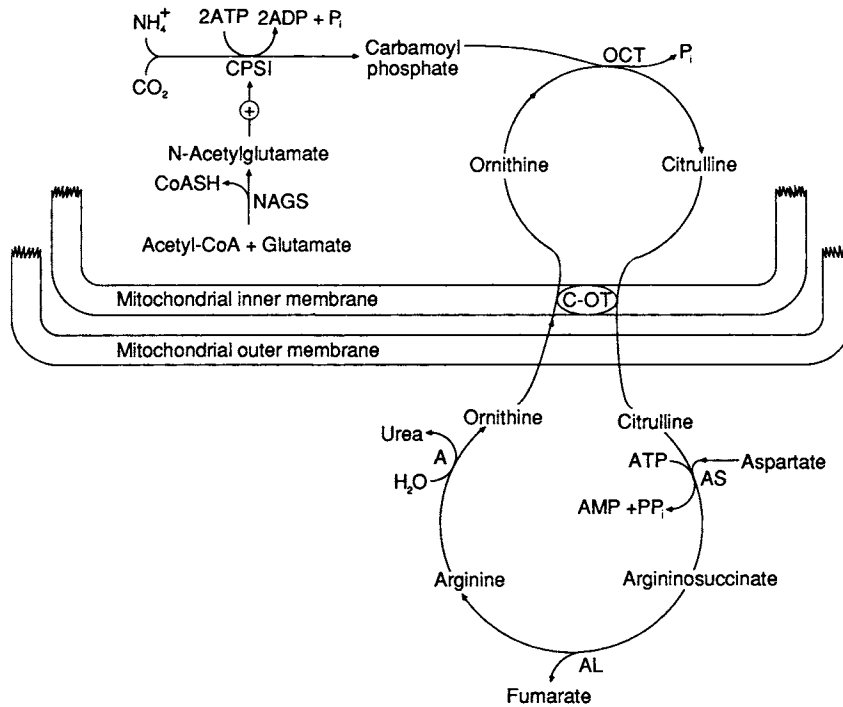 NH₄⁺
2ATP 2ADP + Pᵢ
CO₂
CPSI
Carbamoyl
phosphate
OCT
Pᵢ
+
N-Acetylglutamate
CoASH
NAGS
Acetyl-CoA + Glutamate
Ornithine
Citrulline
Mitochondrial inner membrane
C-OT
Mitochondrial outer membrane
Ornithine
Citrulline
Urea
A
H₂O
ATP
Aspartate
AS
AMP +PPᵢ
Arginine
Argininosuccinate
AL
Fumarate